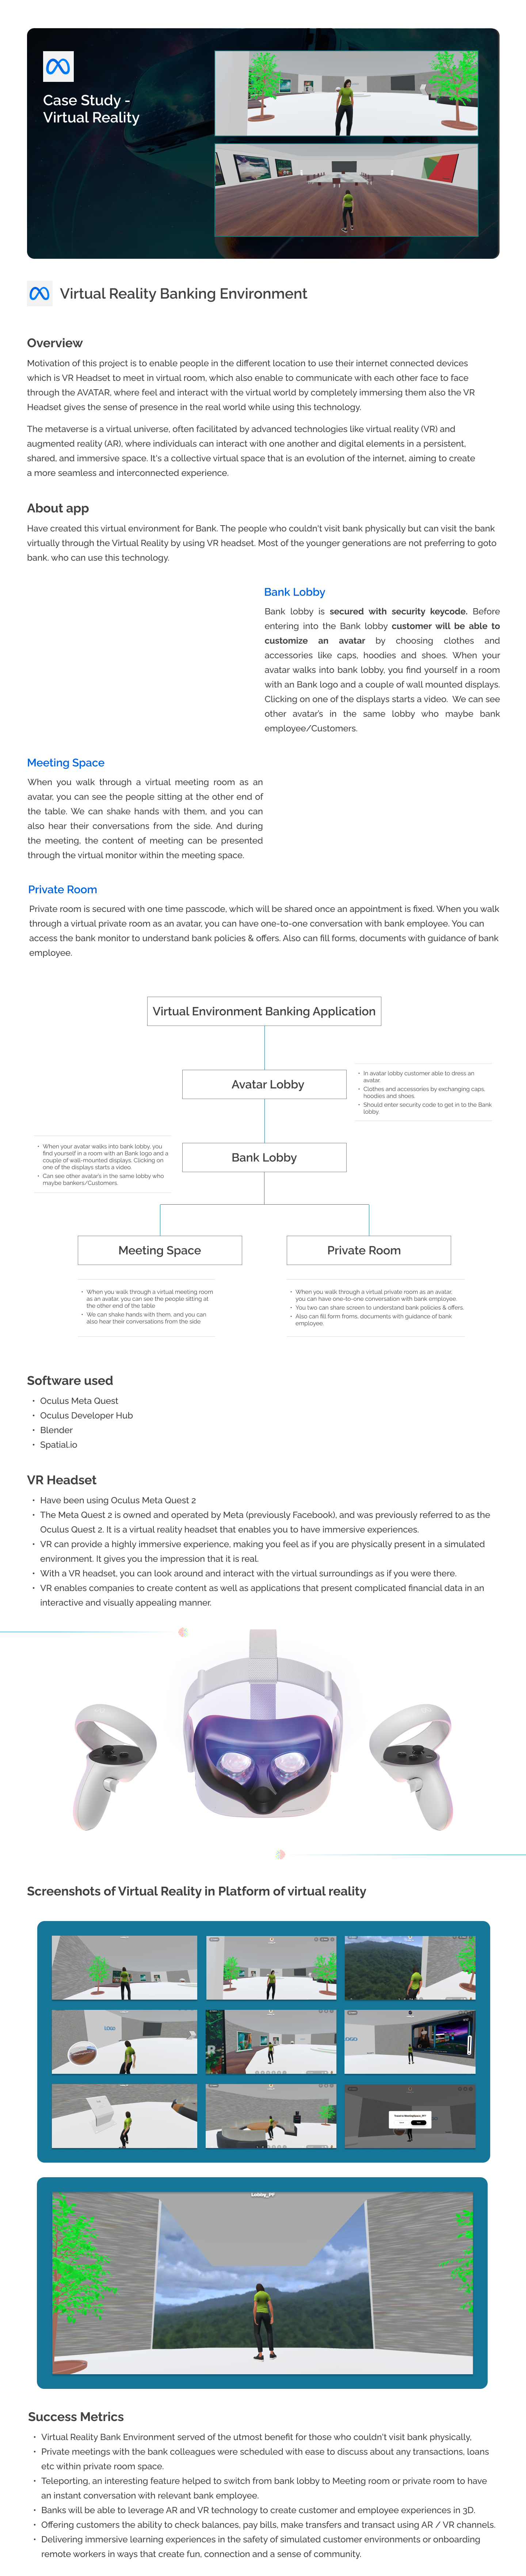 Case Study -
Virtual Reality
Virtual Reality Banking Environment
Overview
Motivation of this project is to enable people in the different location to use their internet connected devices
which is VR Headset to meet in virtual room, which also enable to communicate with each other face to face
through the AVATAR, where feel and interact with the virtual world by completely immersing them also the VR
Headset gives the sense of presence in the real world while using this technology.
The metaverse is a virtual universe, often facilitated by advanced technologies like virtual reality (VR) and
augmented reality (AR), where individuals can interact with one another and digital elements in a persistent,
shared, and immersive space. It's a collective virtual space that is an evolution of the internet, aiming to create
a more seamless and interconnected experience.
About app
Have created this virtual environment for Bank. The people who couldn't visit bank physically but can visit the bank
virtually through the Virtual Reality by using VR headset. Most of the younger generations are not preferring to goto
bank. who can use this technology.
Bank Lobby
Bank lobby is secured with security keycode. Before
entering into the Bank lobby customer will be able to
customize an avatar by choosing clothes and
accessories like caps, hoodies and shoes. When your
avatar walks into bank lobby, you find yourself in a room
with an Bank logo and a couple of wall mounted displays.
Clicking on one of the displays starts a video. We can see
other avatar's in the same lobby who maybe bank
employee/Customers.
Meeting Space
When you walk through a virtual meeting room as an
avatar, you can see the people sitting at the other end of
the table. We can shake hands with them, and you can
also hear their conversations from the side. And during
the meeting, the content of meeting can be presented
through the virtual monitor within the meeting space.
Private Room
Private room is secured with one time passcode, which will be shared once an appointment is fixed. When you walk
through a virtual private room as an avatar, you can have one-to-one conversation with bank employee. You can
access the bank monitor to understand bank policies & offers. Also can fill forms, documents with guidance of bank
employee.
Virtual Environment Banking Application
Avatar Lobby
• In avatar lobby customer able to dress an
avatar.
• Clothes and accessories by exchanging caps,
hoodies and shoes.
• Should enter security code to get in to the Bank
lobby
• When your avatar walks into bank lobby, you
find yourself in a room with an Bank logo and a
couple of wall-mounted displays. Clicking on
one of the displays starts a video.
• Can see other avatar's in the same lobby who
maybe bankers/Customers.
Bank Lobby
Meeting Space
Private Room
• When you walk through a virtual meeting room
as an avatar, you can see the people sitting at
the other end of the table
• We can shake hands with them, and you can
also hear their conversations from the side
• When you walk through a virtual private room as an avatar,
you can have one-to-one conversation with bank employee.
• You two can share screen to understand bank policies & offers.
• Also can fill form froms, documents with guidance of bank
employee.
Software used
• Oculus Meta Quest
• Oculus Developer Hub
• Blender
• Spatial.io
VR Headset
• Have been using Oculus Meta Quest 2
• The Meta Quest 2 is owned and operated by Meta (previously Facebook), and was previously referred to as the
Oculus Quest 2. It is a virtual reality headset that enables you to have immersive experiences.
• VR can provide a highly immersive experience, making you feel as if you are physically present in a simulated
environment. It gives you the impression that it is real.
• With a VR headset, you can look around and interact with the virtual surroundings as if you were there.
• VR enables companies to create content as well as applications that present complicated financial data in an
interactive and visually appealing manner.
Screenshots of Virtual Reality in Platform of virtual reality
LOGO
LOGO
Lobby_PF
Success Metrics
• Virtual Reality Bank Environment served of the utmost benefit for those who couldn't visit bank physically,
• Private meetings with the bank colleagues were scheduled with ease to discuss about any transactions, loans
etc within private room space.
• Teleporting, an interesting feature helped to switch from bank lobby to Meeting room or private room to have
an instant conversation with relevant bank employee.
• Banks will be able to leverage AR and VR technology to create customer and employee experiences in 3D.
• Offering customers the ability to check balances, pay bills, make transfers and transact using AR / VR channels.
• Delivering immersive learning experiences in the safety of simulated customer environments or onboarding
remote workers in ways that create fun, connection and a sense of community.